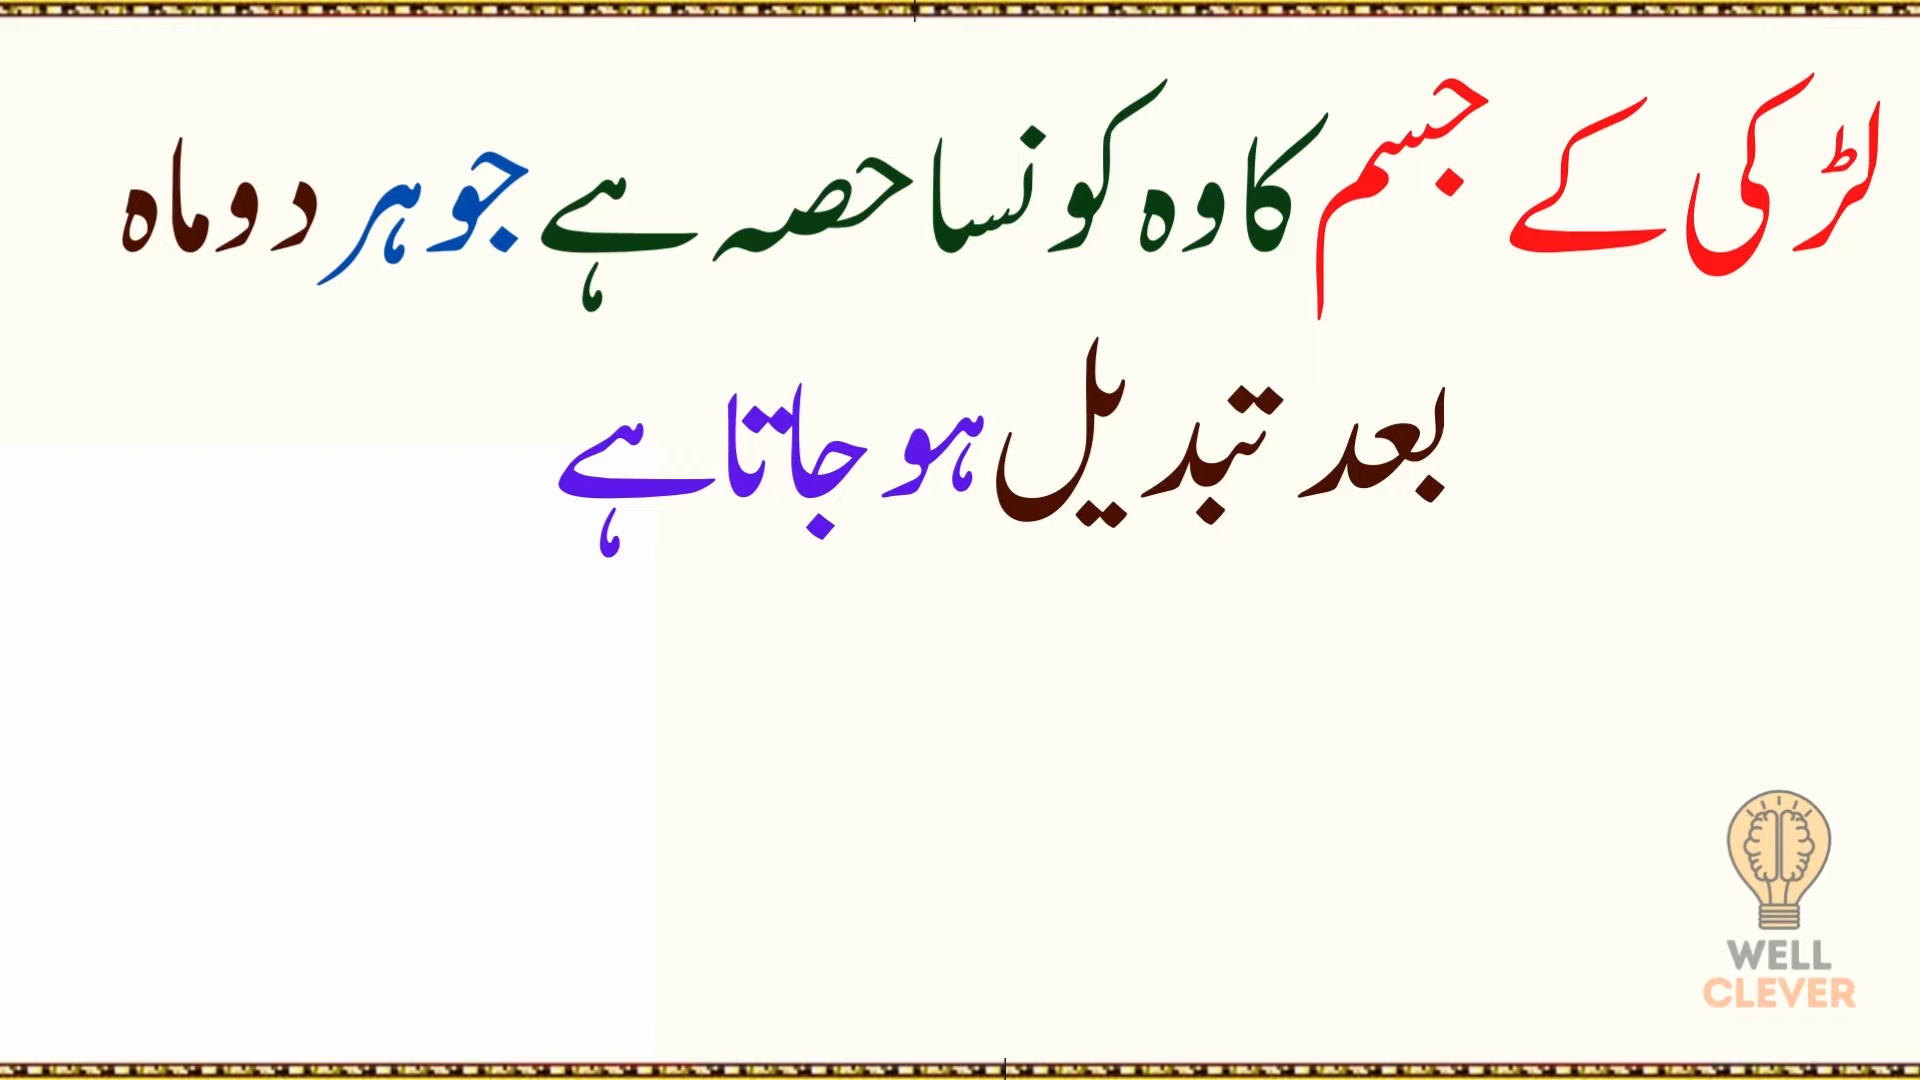 لڑکی کے جسم کا وہ کونسا حصہ ہے جو ہر دو ماہ
بعد تبدیل ہو جاتا ہے
WELL
CLEVER